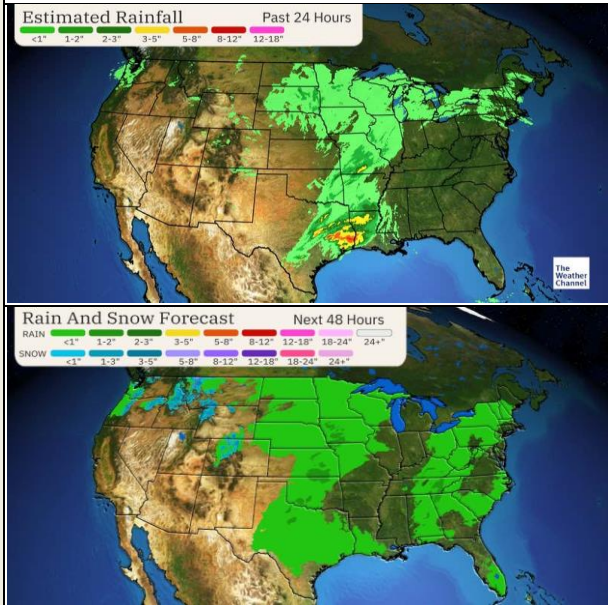 Estimated Rainfall Past 24 Hours
<1" 1-2" 2-3" 3-5" 5-8" 8-12" 12-18"
The
Weather
Channel
Rain And Snow Forecast Next 48 Hours
RAIN
<1" 1-2" 2-3" 3-5" 5-8" 8-12" 12-18" 18-24" 24+"
SNOW
<1" 1-3" 3-5" 5-8" 8-12" 12-18" 18-24" 24+"